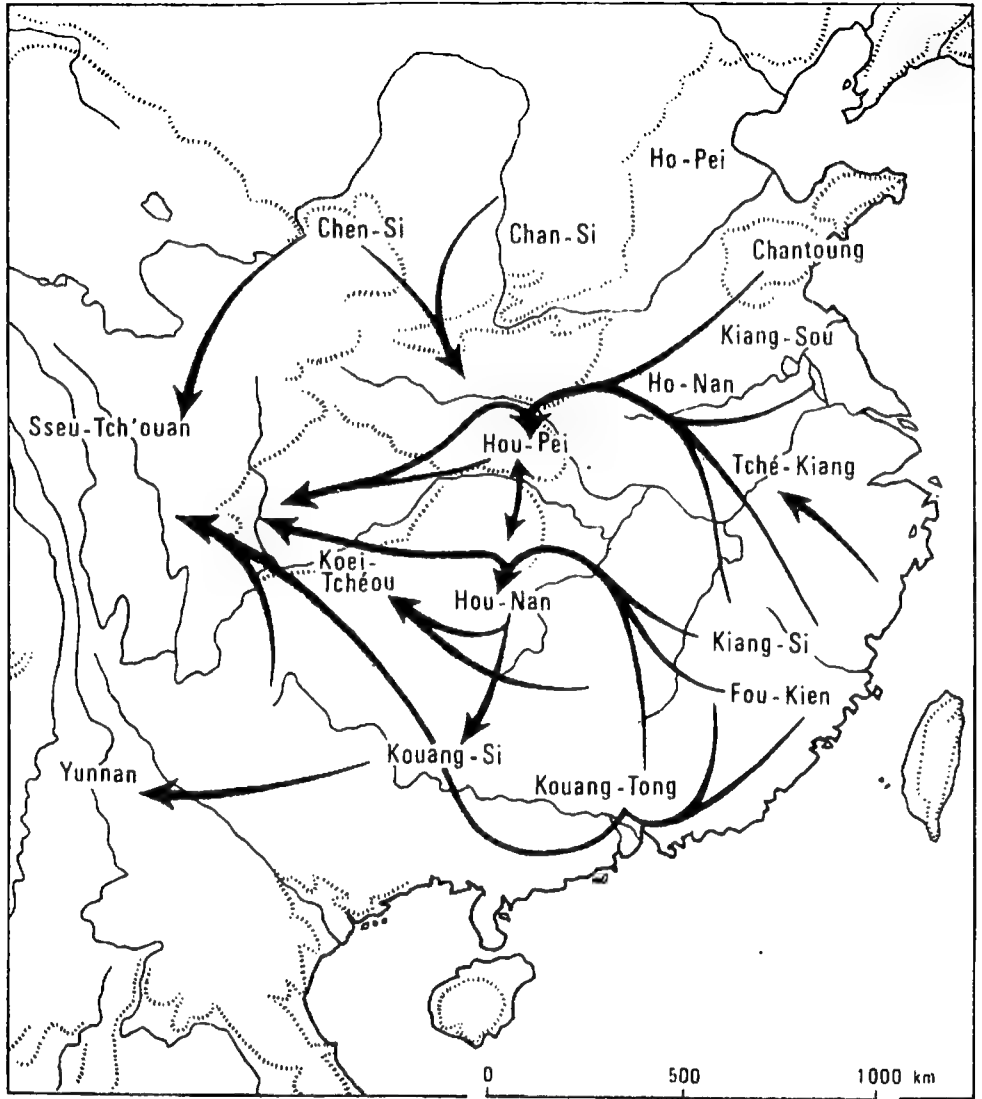 Ho-Pei
Chen-Si
Chan-Si
Chantoung
Kiang-Sou
Ho-Nan
Sseu-Tch'ouan
Hou-Pei
Tché-Kiang
Koei-
Tchéou
Hou-Nan
Kiang-Si
Fou-Kien
Kouang-Si
Yunnan
Kouang-Tong
0 500 1000 km